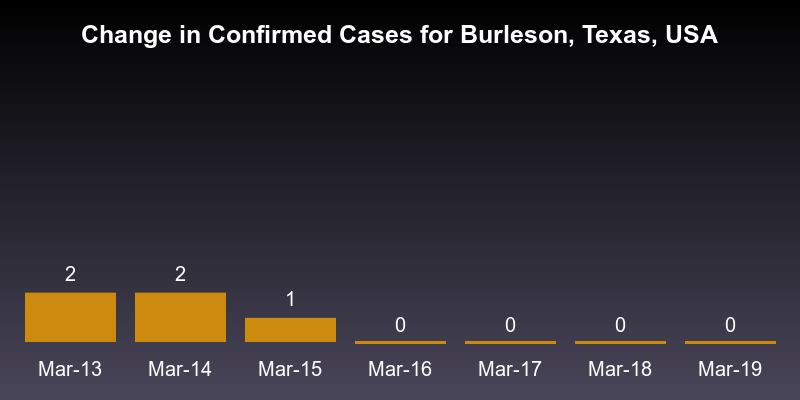 Change in Confirmed Cases for Burleson, Texas, USA
2 2 1 0 0 0 0
Mar-13 Mar-14 Mar-15 Mar-16 Mar-17 Mar-18 Mar-19